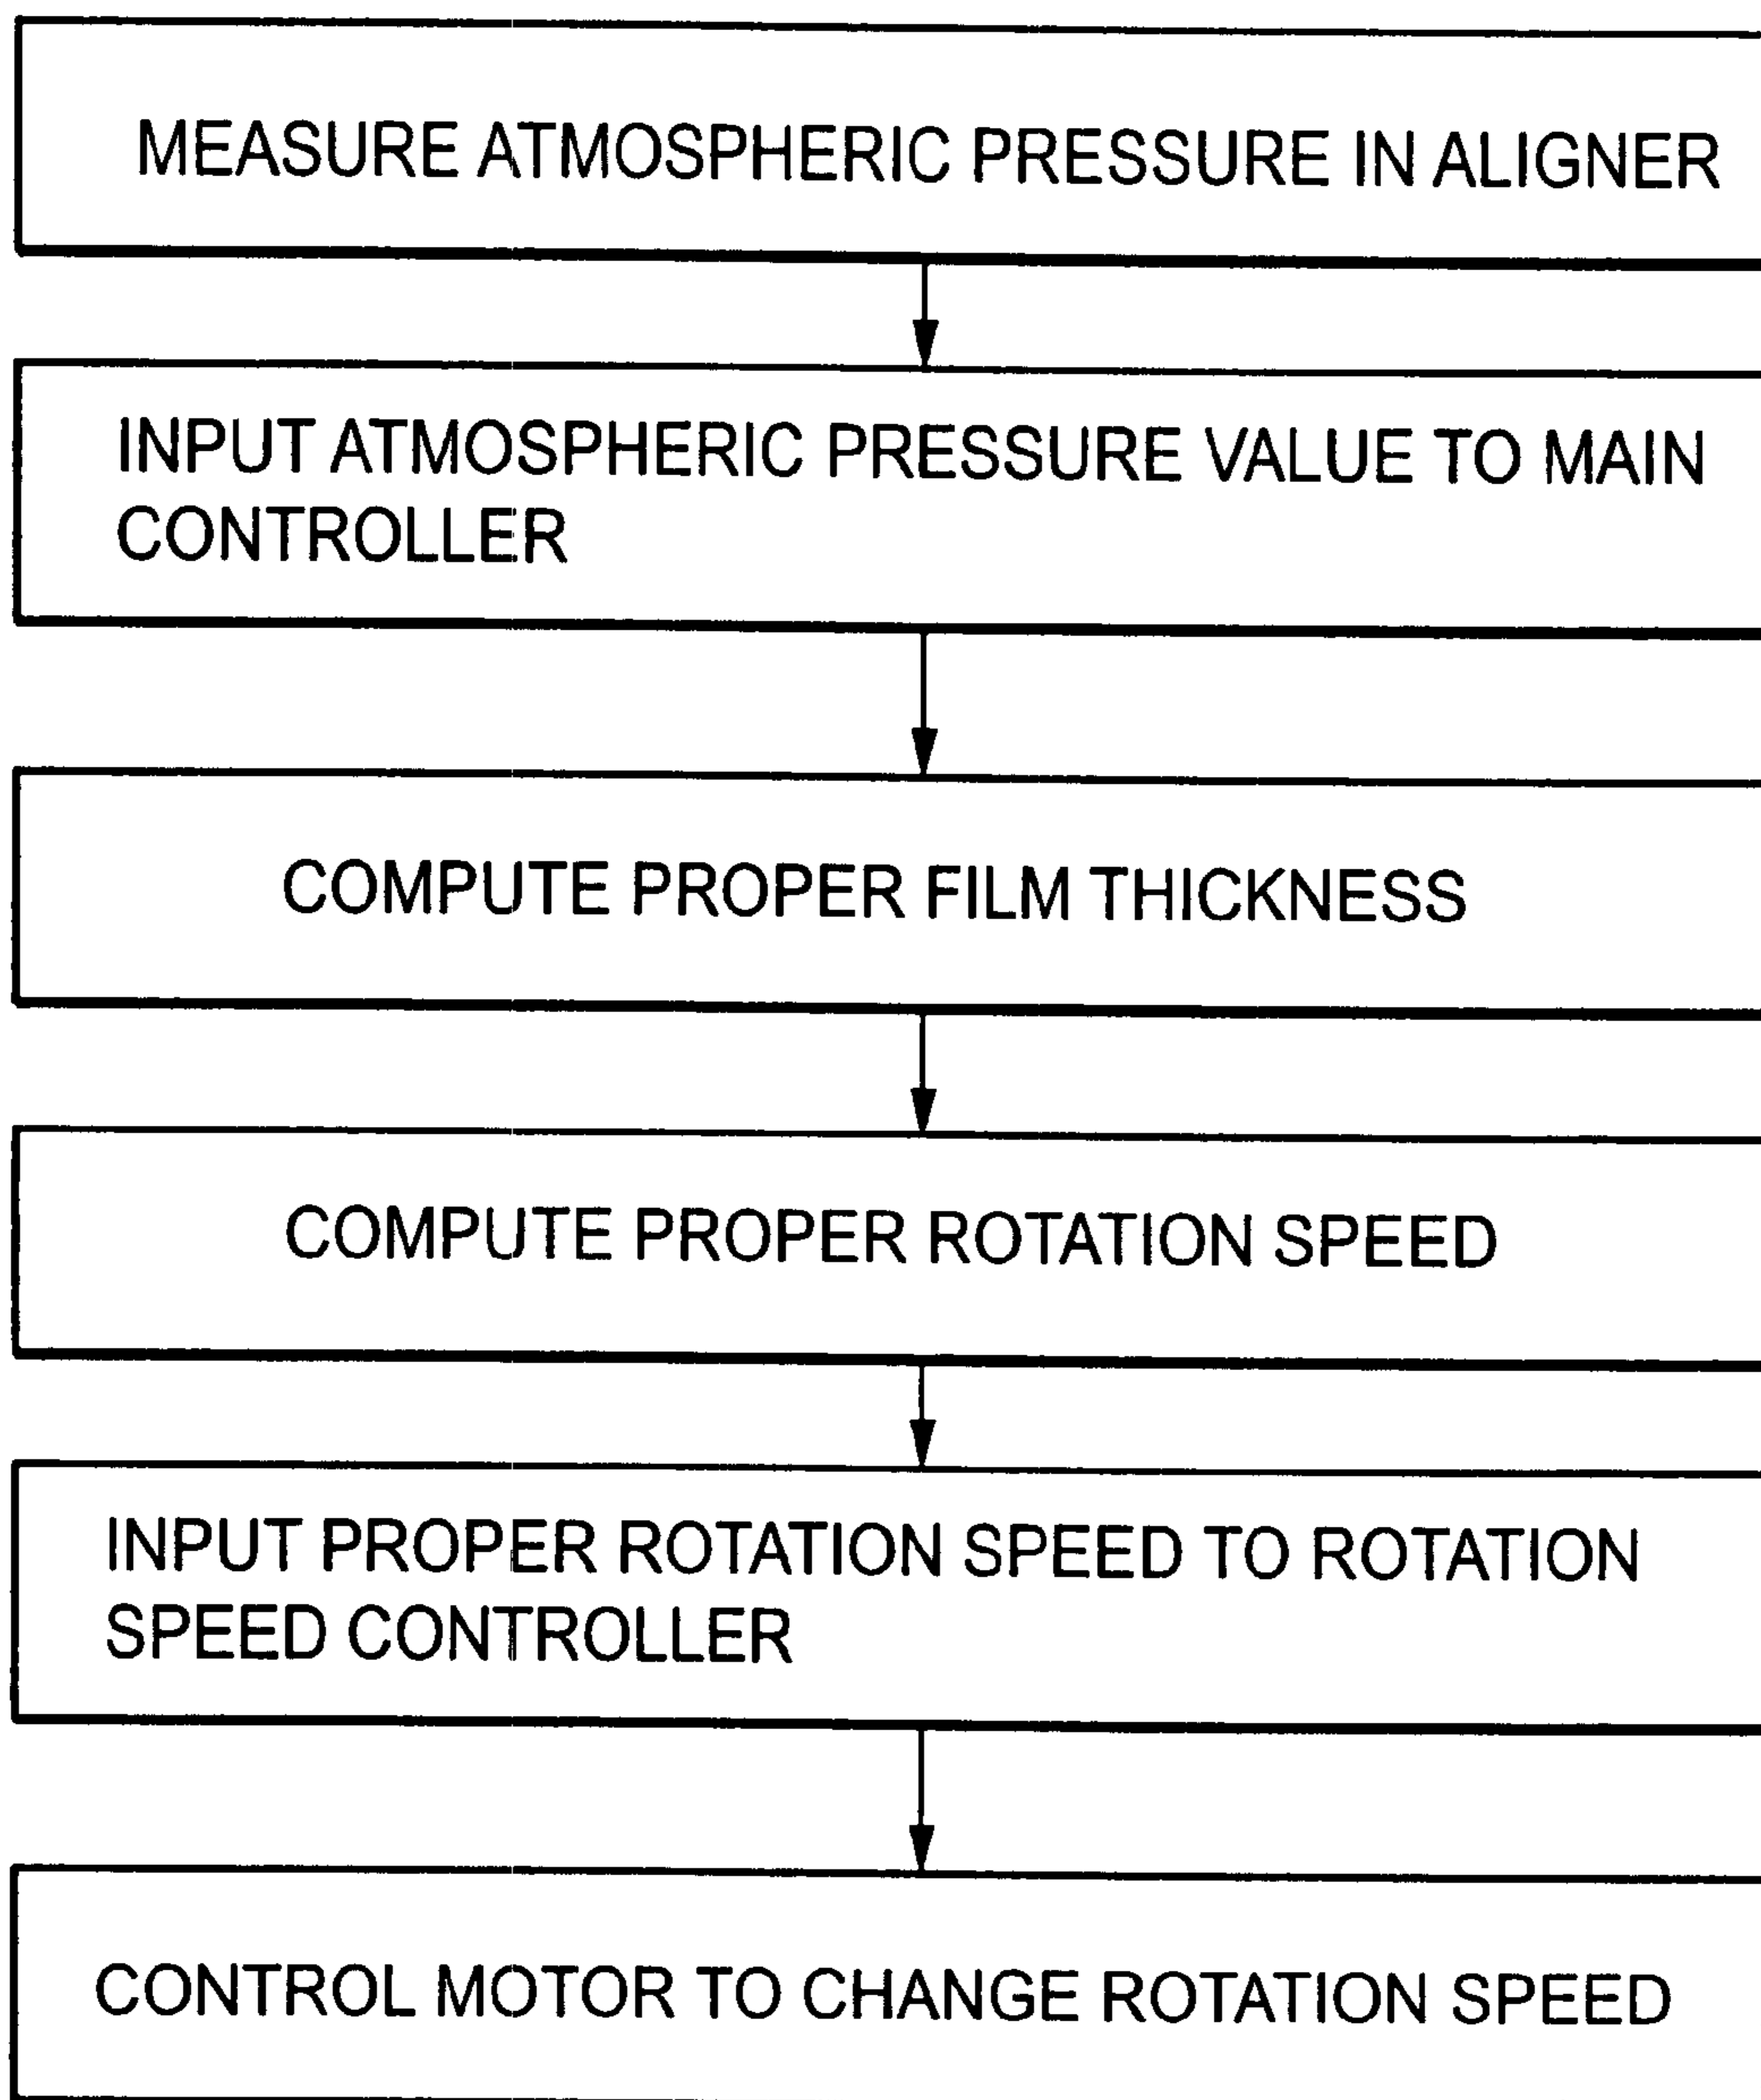 MEASURE ATMOSPHERIC PRESSURE IN ALIGNER
INPUT ATMOSPHERIC PRESSURE VALUE TO MAIN
CONTROLLER
COMPUTE PROPER FILM THICKNESS
COMPUTE PROPER ROTATION SPEED
INPUT PROPER ROTATION SPEED TO ROTATION
SPEED CONTROLLER
CONTROL MOTOR TO CHANGE ROTATION SPEED